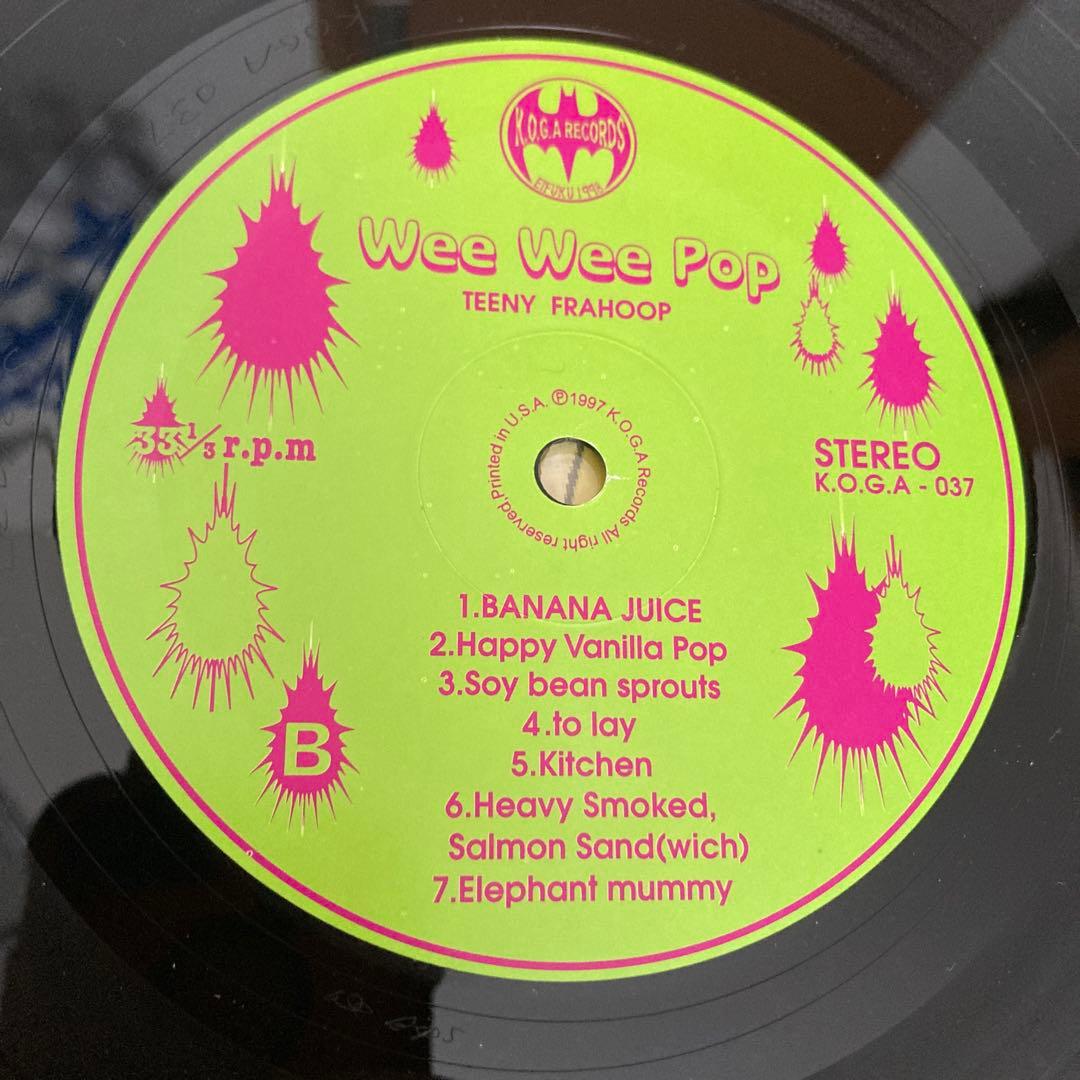 K.O.G.A RECORDS
EIFUKU 1998
Wee Wee Pop
TEENY FRAHOOP
33 1/3 r.p.m
STEREO
K.O.G.A - 037
Printed in U.S.A. Ⓟ1997 K.O.G.A Records All right reserved,
1.BANANA JUICE
2.Happy Vanilla Pop
3.Soy bean sprouts
4.to lay
5.Kitchen
6.Heavy Smoked,
Salmon Sand(wich)
7.Elephant mummy
B